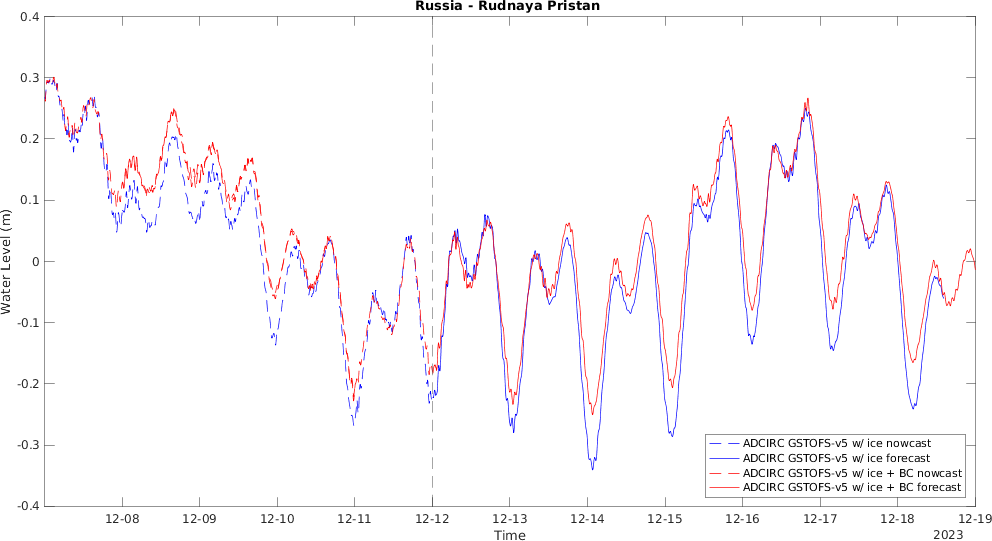 Russia - Rudnaya Pristan
0.4
0.3
0.2
0.1
0
-0.1
-0.2
-0.3
-0.4
Water Level (m)
12-08 12-09 12-10 12-11 12-12 12-13 12-14 12-15 12-16 12-17 12-18 12-19
Time
2023
ADCIRC GSTOFS-v5 w/ ice nowcast
ADCIRC GSTOFS-v5 w/ ice forecast
ADCIRC GSTOFS-v5 w/ ice + BC nowcast
ADCIRC GSTOFS-v5 w/ ice + BC forecast